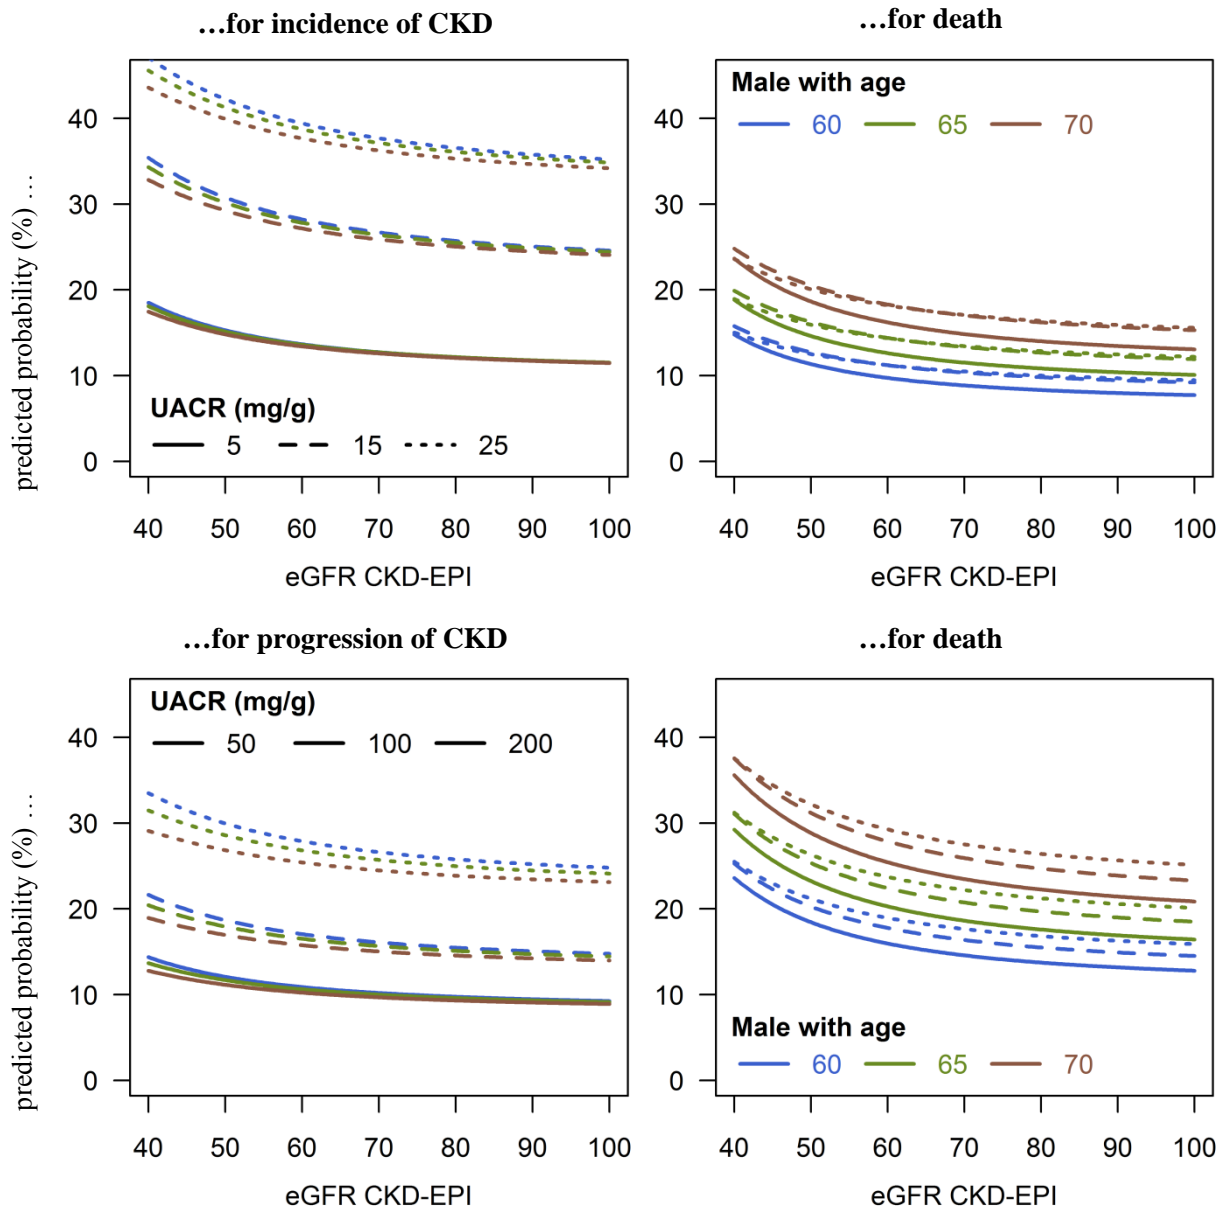 …for incidence of CKD
…for death
predicted probability (%) …
40
30
20
10
0
UACR (mg/g)
5 15 25
40 50 60 70 80 90 100
eGFR CKD-EPI
Male with age
60 65 70
40
30
20
10
0
40 50 60 70 80 90 100
eGFR CKD-EPI
…for progression of CKD
…for death
predicted probability (%) …
UACR (mg/g)
50 100 200
40
30
20
10
0
40 50 60 70 80 90 100
eGFR CKD-EPI
40
30
20
10
0
Male with age
60 65 70
40 50 60 70 80 90 100
eGFR CKD-EPI